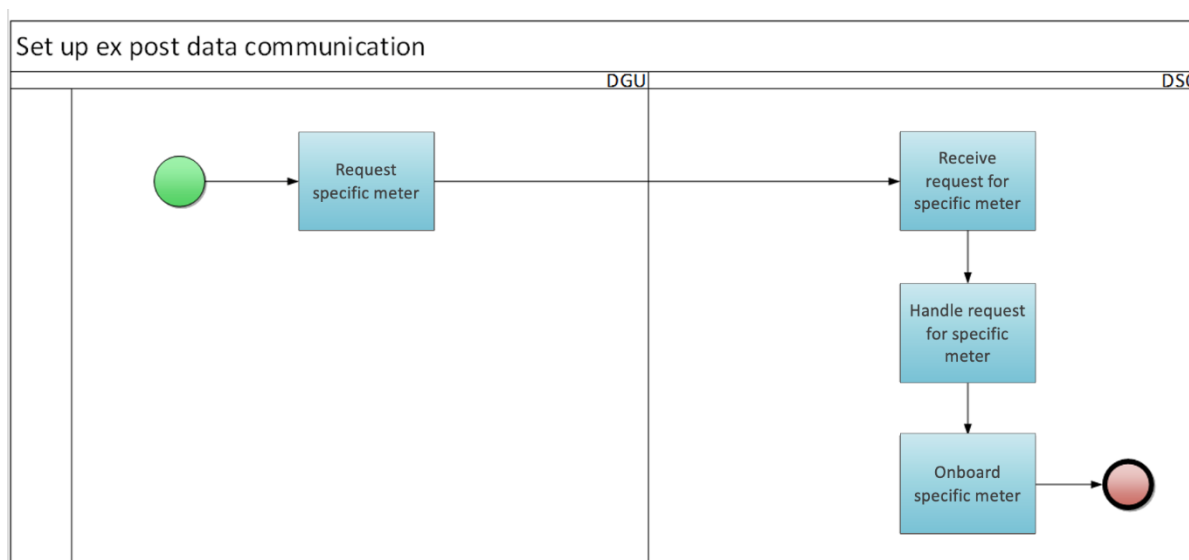 Set up ex post data communication
DGU
Request
specific meter
Receive
request for
specific meter
Handle request
for specific
meter
Onboard
specific meter